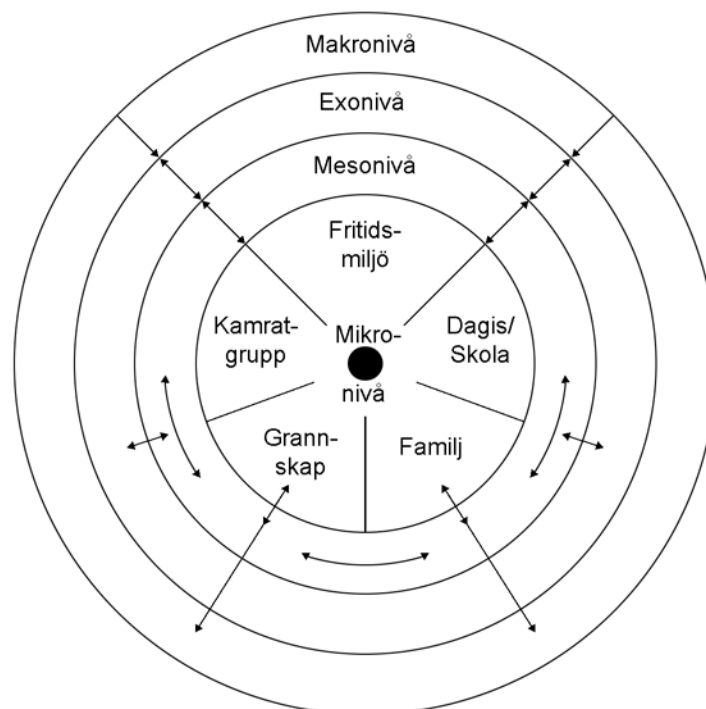 Makronivå
Exonivå
Mesonivå
Fritids-
miljö
Kamrat-
grupp
Mikro-
nivå
Dagis/
Skola
Grann-
skap
Familj